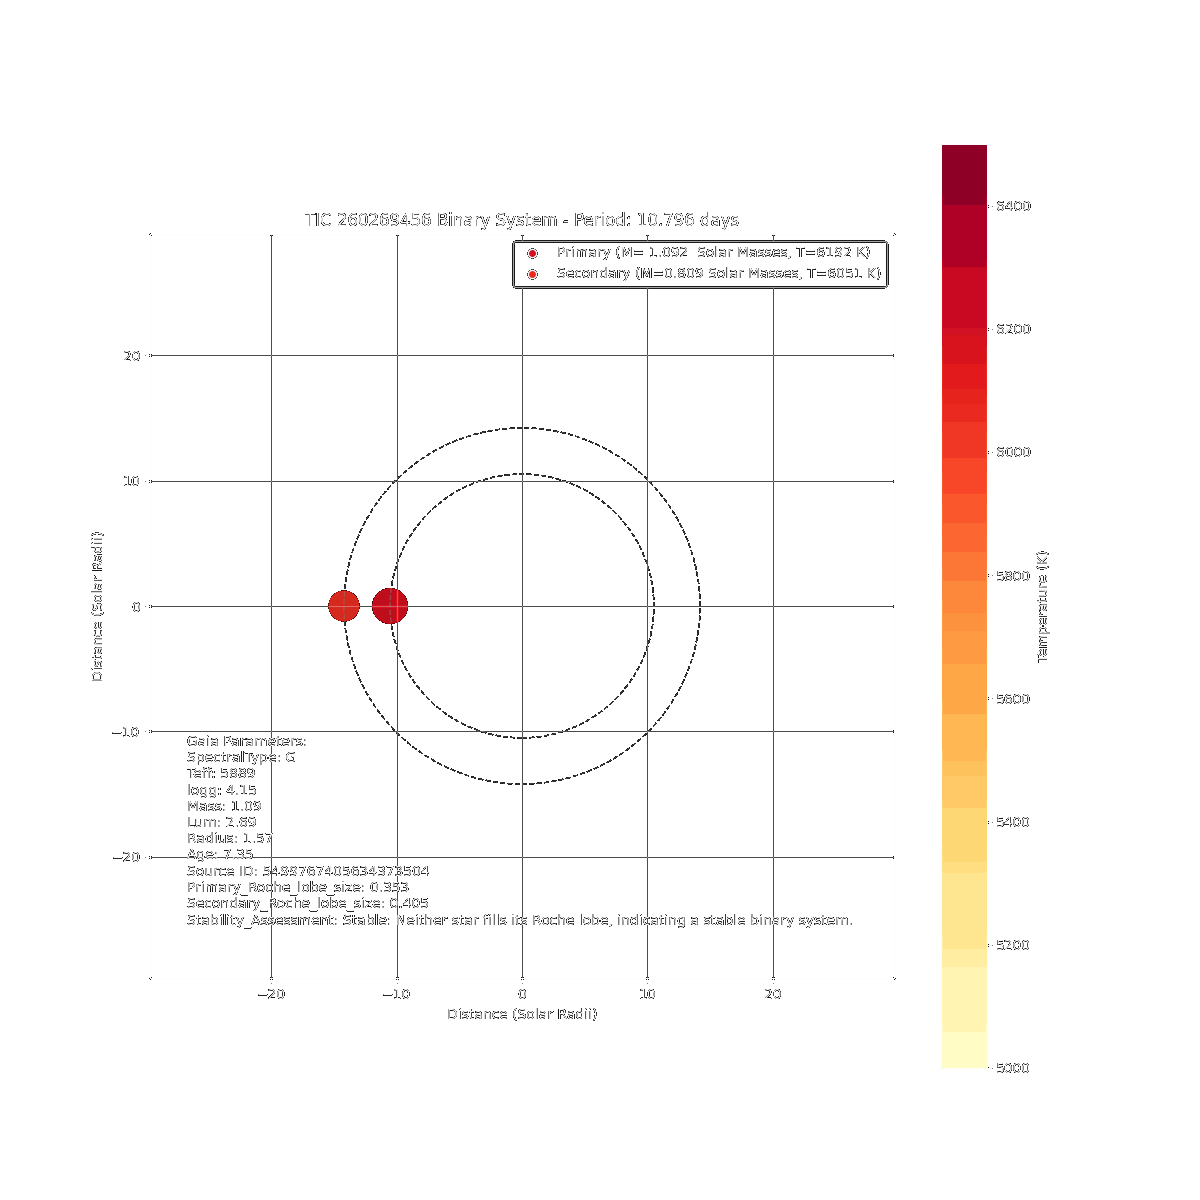 TIC 260269456 Binary System - Period: 10.796 days
Primary (M= 1.092 Solar Masses, T=6182 K)
Secondary (M=0.809 Solar Masses, T=6051 K)
20
10
0
−10
−20
Distance (Solar Radii)
Gaia Parameters:
SpectralType: G
Teff: 5889
logg: 4.15
Mass: 1.09
Lum: 2.69
Radius: 1.57
Age: 7.35
Source ID: 5499767405634373504
Primary_Roche_lobe_size: 0.353
Secondary_Roche_lobe_size: 0.405
Stability_Assessment: Stable: Neither star fills its Roche lobe, indicating a stable binary system.
−20
−10
0
10
20
Distance (Solar Radii)
6400
6200
6000
5800
5600
5400
5200
5000
Temperature (K)